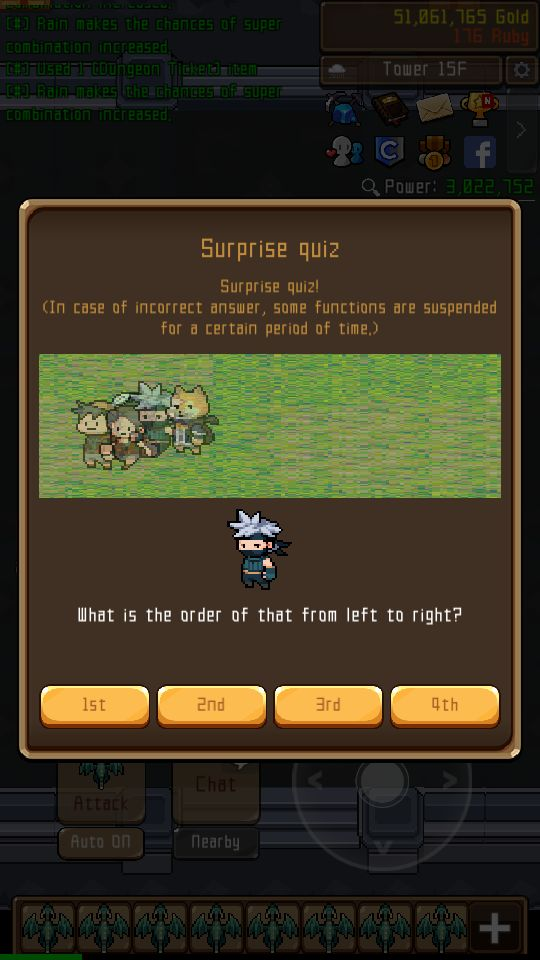 combination increased.
51,061,765 Gold
[#] Rain makes the chances of super
combination increased.
176 Ruby
[#] Used 1 [Dungeon Ticket] item
Tower 15F
[#] Rain makes the chances of super
combination increased.
N
C
f
Power: 3,022,752
Surprise quiz
Surprise quiz!
(In case of incorrect answer, some functions are suspended
for a certain period of time.)
What is the order of that from left to right?
1st 2nd 3rd 4th
Attack
Chat
Auto ON
Nearby